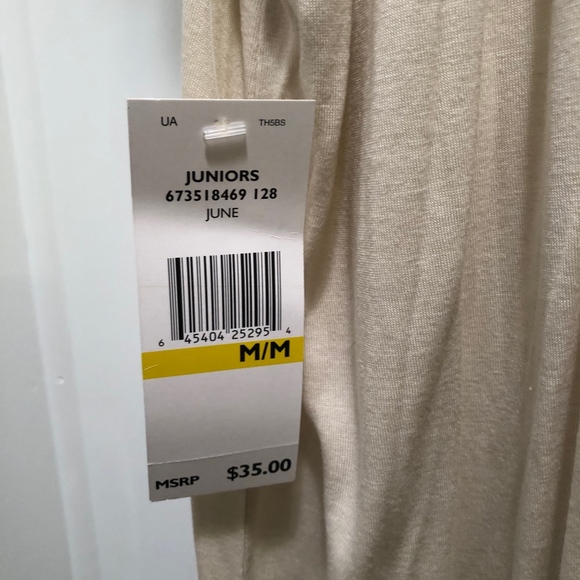 UA TH5BS
JUNIORS
673518469 128
JUNE
6 45404 25295 4
M/M
MSRP $35.00